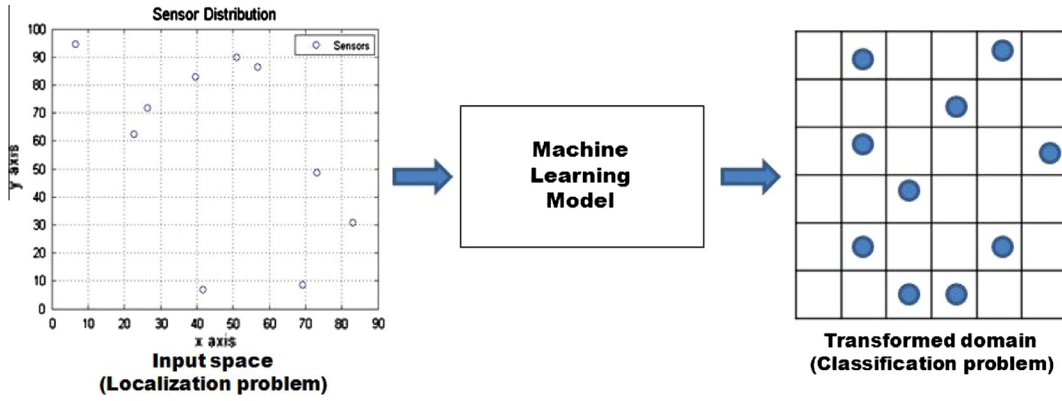 Sensor Distribution
100
90
80
70
60
50
40
30
20
10
0
y axis
Sensors
0 10 20 30 40 50 60 70 80 90
x axis
Input space
(Localization problem)
Machine
Learning
Model
Transformed domain
(Classification problem)